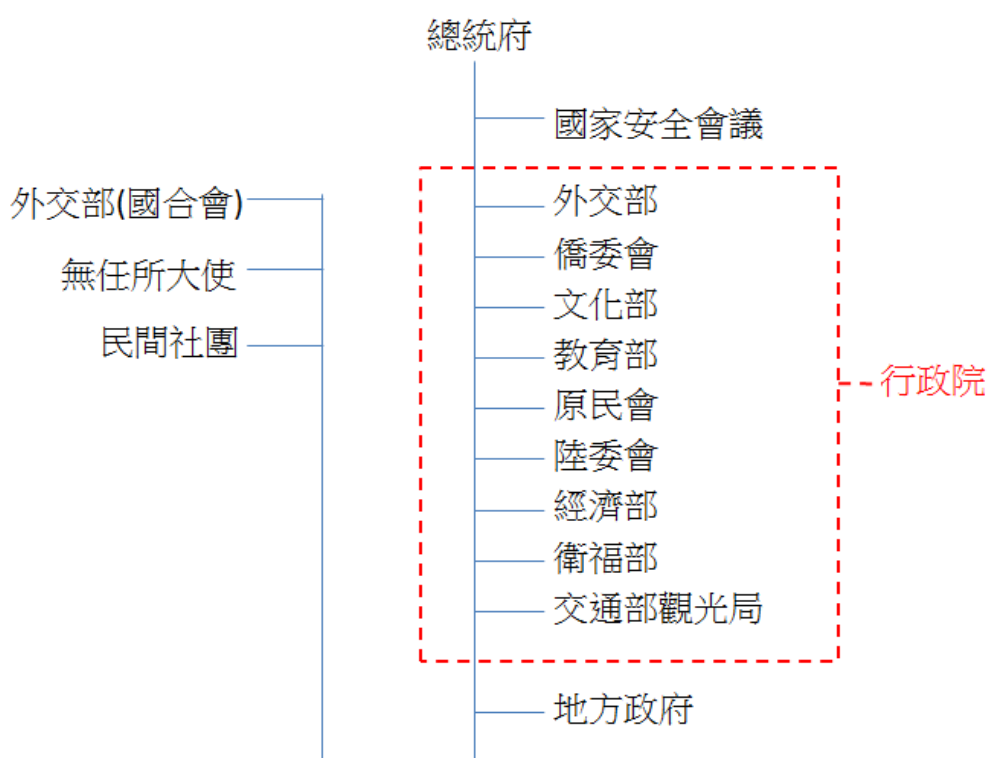 總統府
國家安全會議
外交部(國合會)
無任所大使
民間社團
外交部
僑委會
文化部
教育部
原民會
陸委會
經濟部
衛福部
交通部觀光局
行政院
地方政府